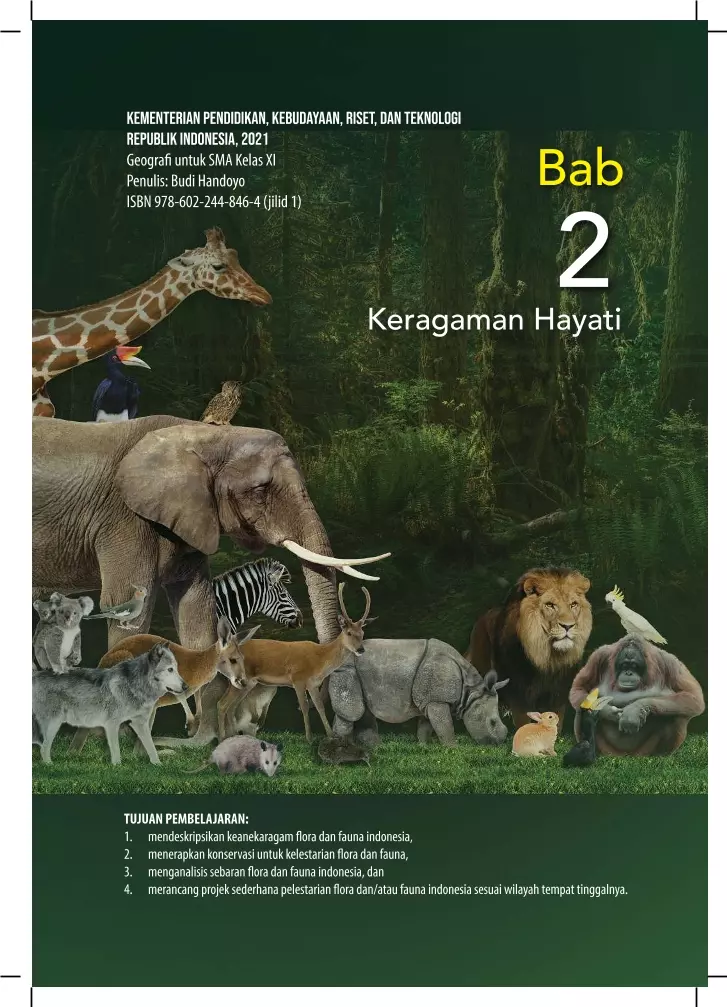 KEMENTERIAN PENDIDIKAN, KEBUDAYAAN, RISET, DAN TEKNOLOGI
REPUBLIK INDONESIA, 2021
Geografi untuk SMA Kelas XI
Penulis: Budi Handoyo
ISBN 978-602-244-846-4 (jilid 1)
Bab
2
Keragaman Hayati
TUJUAN PEMBELAJARAN:
1. mendeskripsikan keanekaragam flora dan fauna indonesia,
2. menerapkan konservasi untuk kelestarian flora dan fauna,
3. menganalisis sebaran flora dan fauna indonesia, dan
4. merancang projek sederhana pelestarian flora dan/atau fauna indonesia sesuai wilayah tempat tinggalnya.